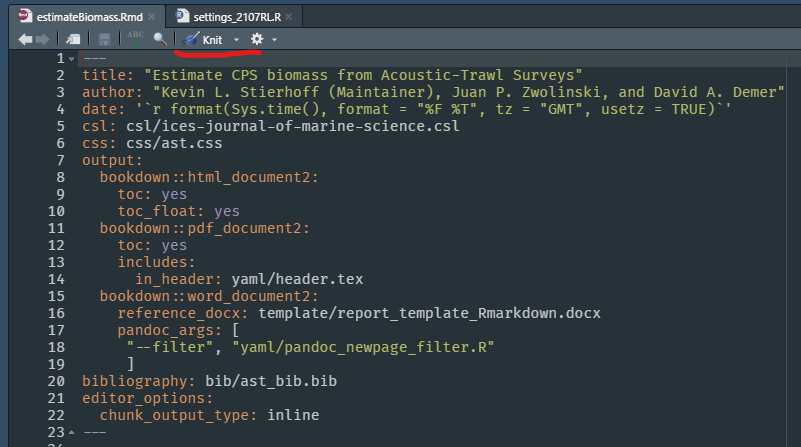 estimateBiomass.Rmd × settings_2107RL.R ×
ABC Knit
1 ---
2 title: "Estimate CPS biomass from Acoustic-Trawl Surveys"
3 author: "Kevin L. Stierhoff (Maintainer), Juan P. Zwolinski, and David A. Demer"
4 date: '`r format(Sys.time(), format = "%F %T", tz = "GMT", usetz = TRUE)`'
5 csl: csl/ices-journal-of-marine-science.csl
6 css: css/ast.css
7 output:
8   bookdown::html_document2:
9     toc: yes
10     toc_float: yes
11   bookdown::pdf_document2:
12     toc: yes
13     includes:
14       in_header: yaml/header.tex
15   bookdown::word_document2:
16     reference_docx: template/report_template_Rmarkdown.docx
17     pandoc_args: [
18      "--filter", "yaml/pandoc_newpage_filter.R"
19      ]
20 bibliography: bib/ast_bib.bib
21 editor_options:
22   chunk_output_type: inline
23 ---